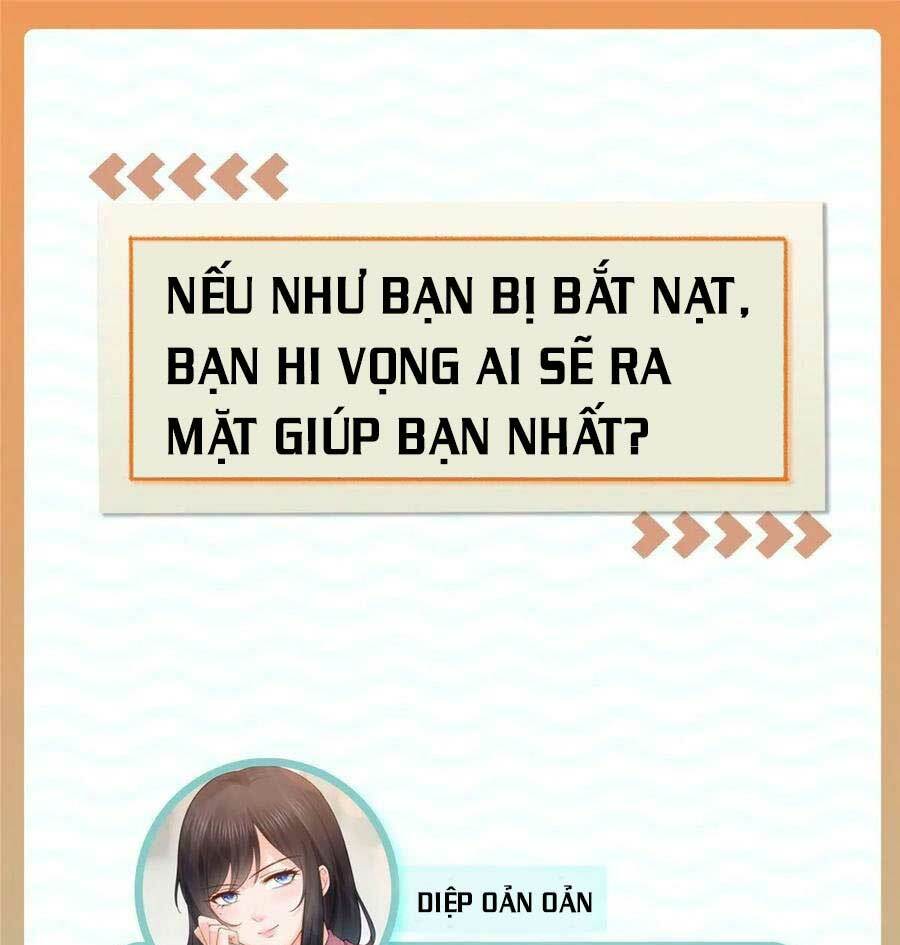 NẾU NHƯ BẠN BỊ BẮT NẠT,
BẠN HI VỌNG AI SẼ RA
MẶT GIÚP BẠN NHẤT?
DIỆP OẢN OẢN